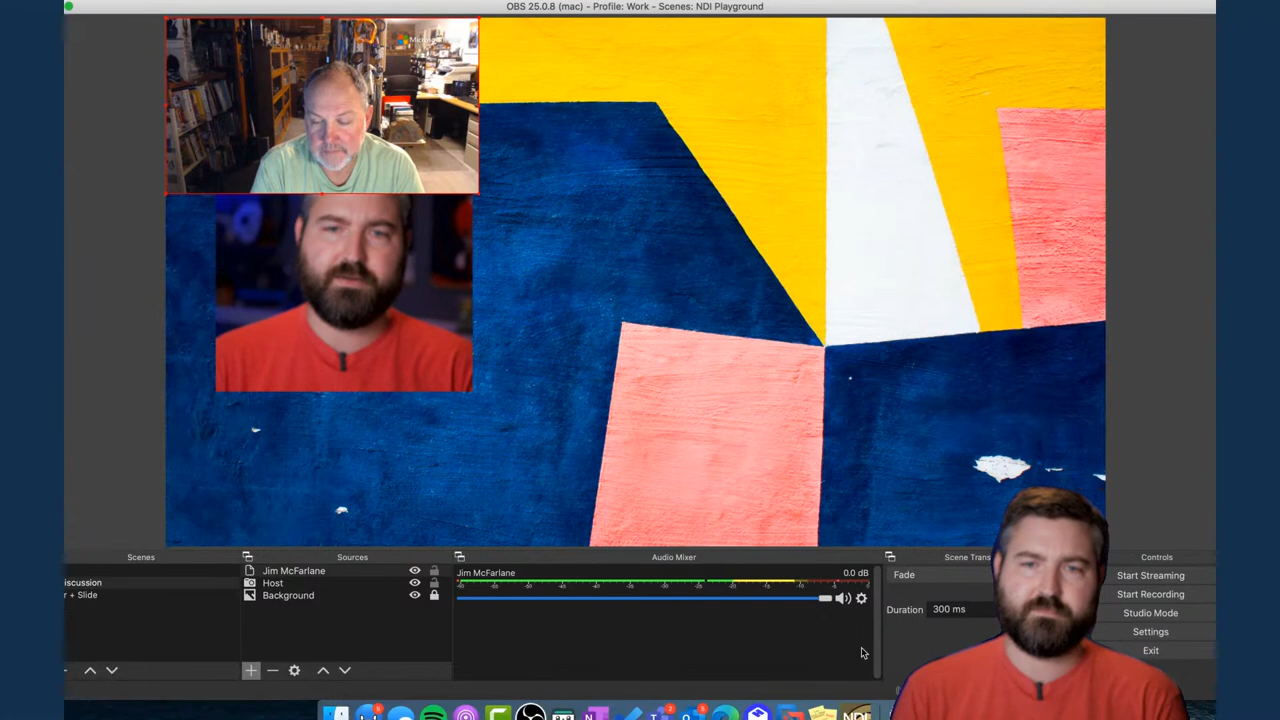 OBS 25.0.8 (mac) - Profile: Work - Scenes: NDI Playground
Scenes
Sources
Audio Mixer
Scene Trans
Controls
Jim McFarlane
Host
Background
iscussion
r + Slide
Jim McFarlane
0.0 dB
Fade
Duration
300 ms
Start Streaming
Start Recording
Studio Mode
Settings
Exit
NDI